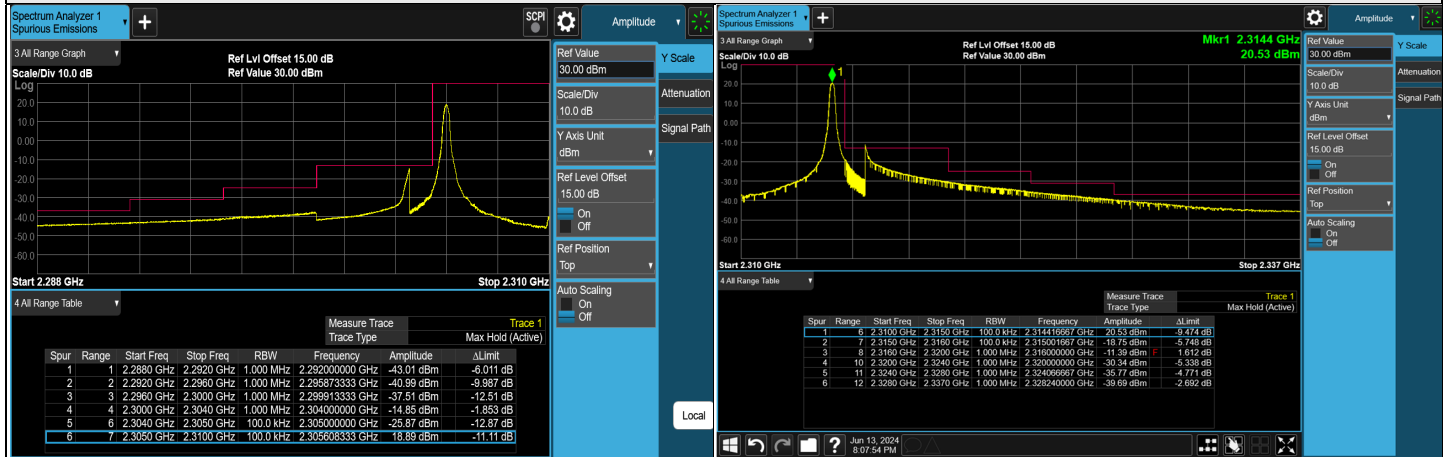 Spectrum Analyzer 1
Spurious Emissions
+
SCPI
Amplitude
3 All Range Graph
Ref Lvl Offset 15.00 dB
Scale/Div 10.0 dB
Ref Value 30.00 dBm
Log
20.0
10.00
0.00
-10.0
-20.0
-30.0
-40.0
-50.0
-60.0
Start 2.288 GHz
Stop 2.310 GHz
Ref Value
30.00 dBm
Scale/Div
10.0 dB
Y Axis Unit
dBm
Ref Level Offset
15.00 dB
On
Off
Ref Position
Top
Auto Scaling
On
Off
Y Scale
Attenuation
Signal Path
Local
4 All Range Table
Measure Trace Trace 1
Trace Type Max Hold (Active)
Spur Range Start Freq Stop Freq RBW Frequency Amplitude ΔLimit
1 1 2.2880 GHz 2.2920 GHz 1.000 MHz 2.292000000 GHz -43.01 dBm -6.011 dB
2 2 2.2920 GHz 2.2960 GHz 1.000 MHz 2.295873333 GHz -40.99 dBm -9.987 dB
3 3 2.2960 GHz 2.3000 GHz 1.000 MHz 2.299913333 GHz -37.51 dBm -12.51 dB
4 4 2.3000 GHz 2.3040 GHz 1.000 MHz 2.304000000 GHz -14.85 dBm -1.853 dB
5 6 2.3040 GHz 2.3050 GHz 100.0 kHz 2.305000000 GHz -25.87 dBm -12.87 dB
6 7 2.3050 GHz 2.3100 GHz 100.0 kHz 2.305608333 GHz 18.89 dBm -11.11 dB
Spectrum Analyzer 1
Spurious Emissions
+
Amplitude
3 All Range Graph
Ref Lvl Offset 15.00 dB
Mkr1 2.3144 GHz
Scale/Div 10.0 dB
Ref Value 30.00 dBm
20.53 dBm
Log
1
20.0
10.0
0.00
-10.0
-20.0
-30.0
-40.0
-50.0
-60.0
Start 2.310 GHz
Stop 2.337 GHz
Ref Value
30.00 dBm
Scale/Div
10.0 dB
Y Axis Unit
dBm
Ref Level Offset
15.00 dB
On
Off
Ref Position
Top
Auto Scaling
On
Off
Y Scale
Attenuation
Signal Path
4 All Range Table
Measure Trace Trace 1
Trace Type Max Hold (Active)
Spur Range Start Freq Stop Freq RBW Frequency Amplitude ΔLimit
1 6 2.3100 GHz 2.3150 GHz 100.0 kHz 2.314416667 GHz 20.53 dBm -9.474 dB
2 7 2.3150 GHz 2.3160 GHz 100.0 kHz 2.315001667 GHz -18.75 dBm -5.748 dB
3 8 2.3160 GHz 2.3200 GHz 1.000 MHz 2.316000000 GHz -11.39 dBm F 1.612 dB
4 10 2.3200 GHz 2.3240 GHz 1.000 MHz 2.320000000 GHz -30.34 dBm -5.338 dB
5 11 2.3240 GHz 2.3280 GHz 1.000 MHz 2.324066667 GHz -35.77 dBm -4.771 dB
6 12 2.3280 GHz 2.3370 GHz 1.000 MHz 2.328240000 GHz -39.69 dBm -2.692 dB
?
Jun 13, 2024
8:07:54 PM